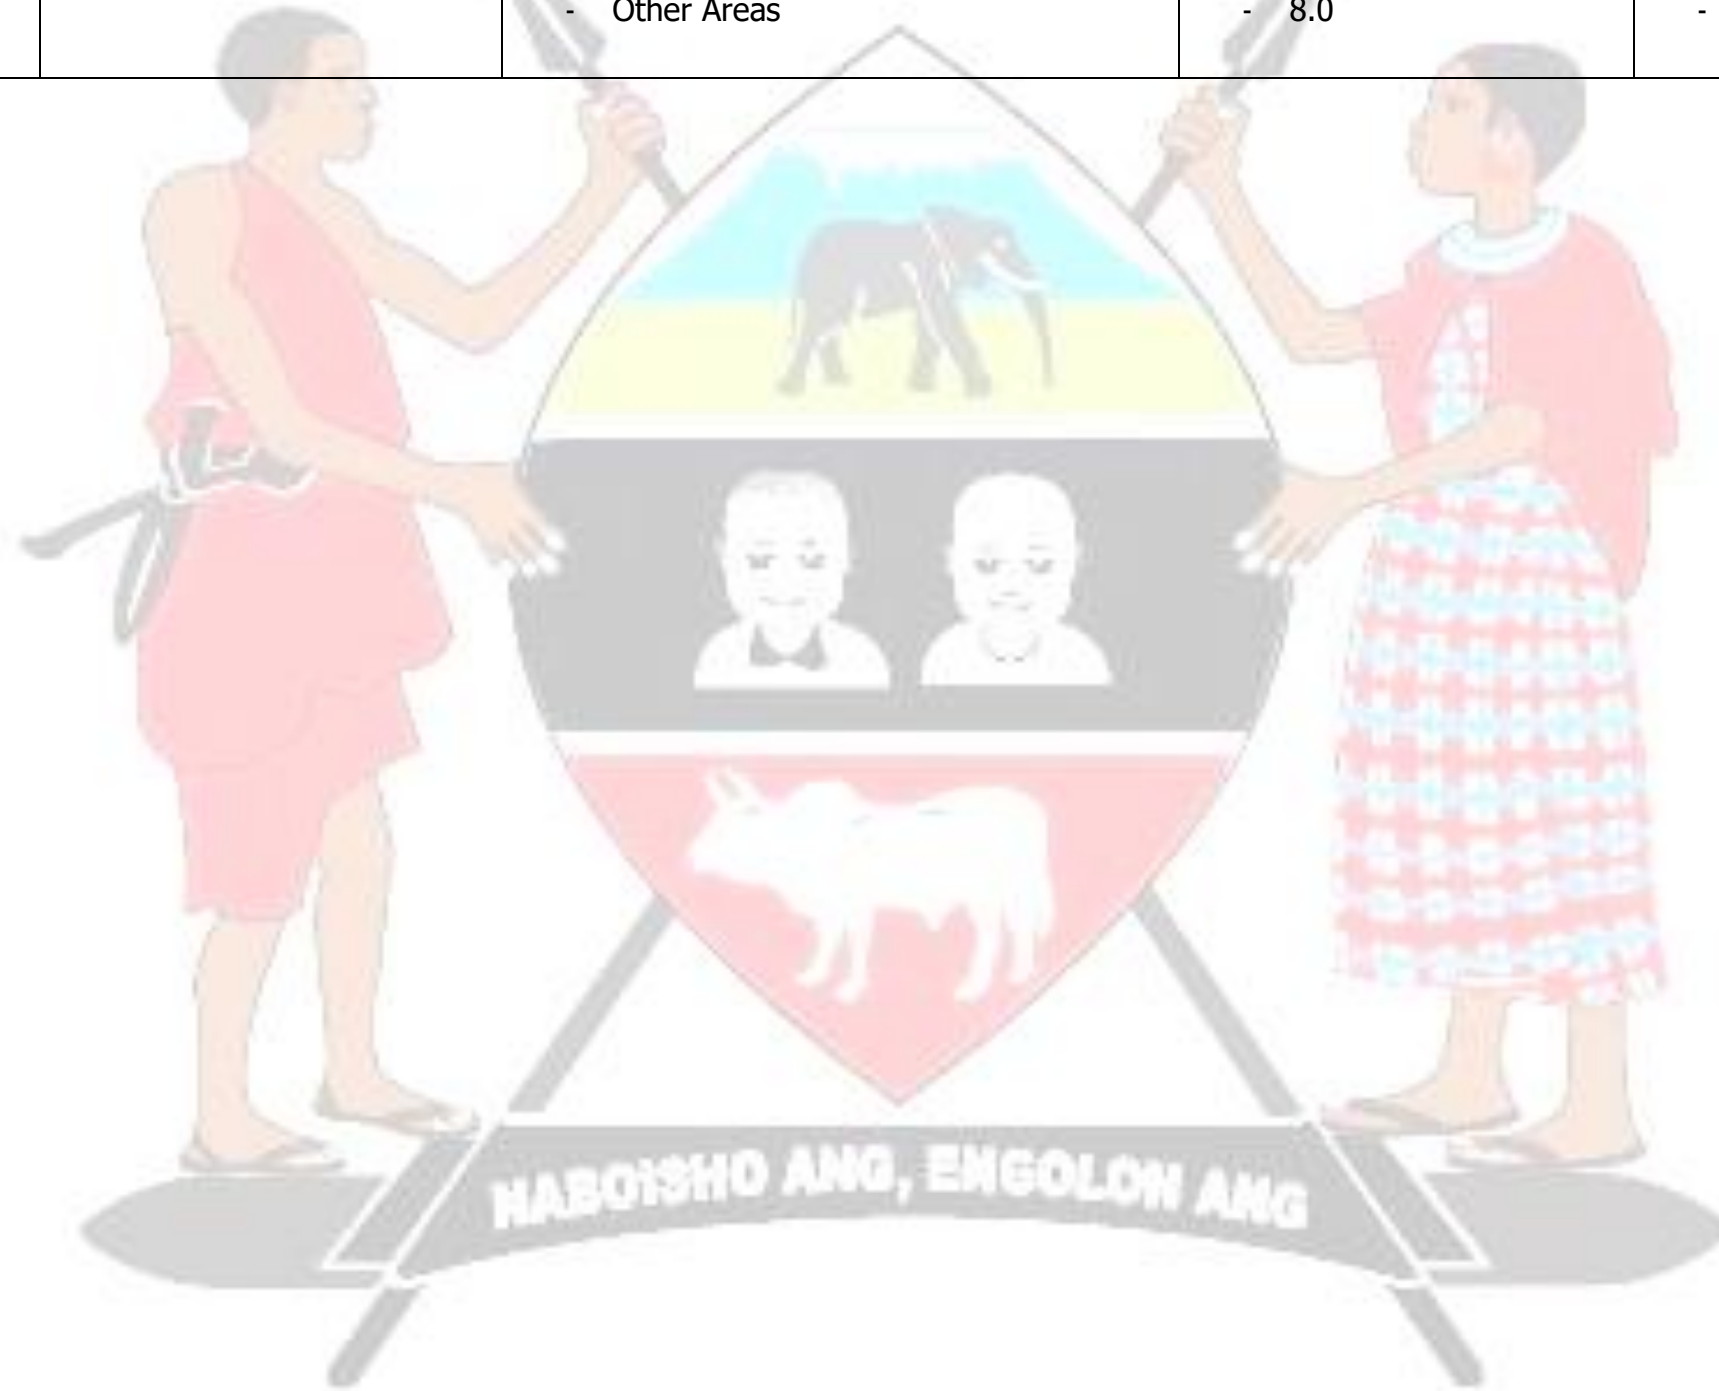 - Other Areas - 8.0 -
NABOISHO ANG, ENGOLON ANG